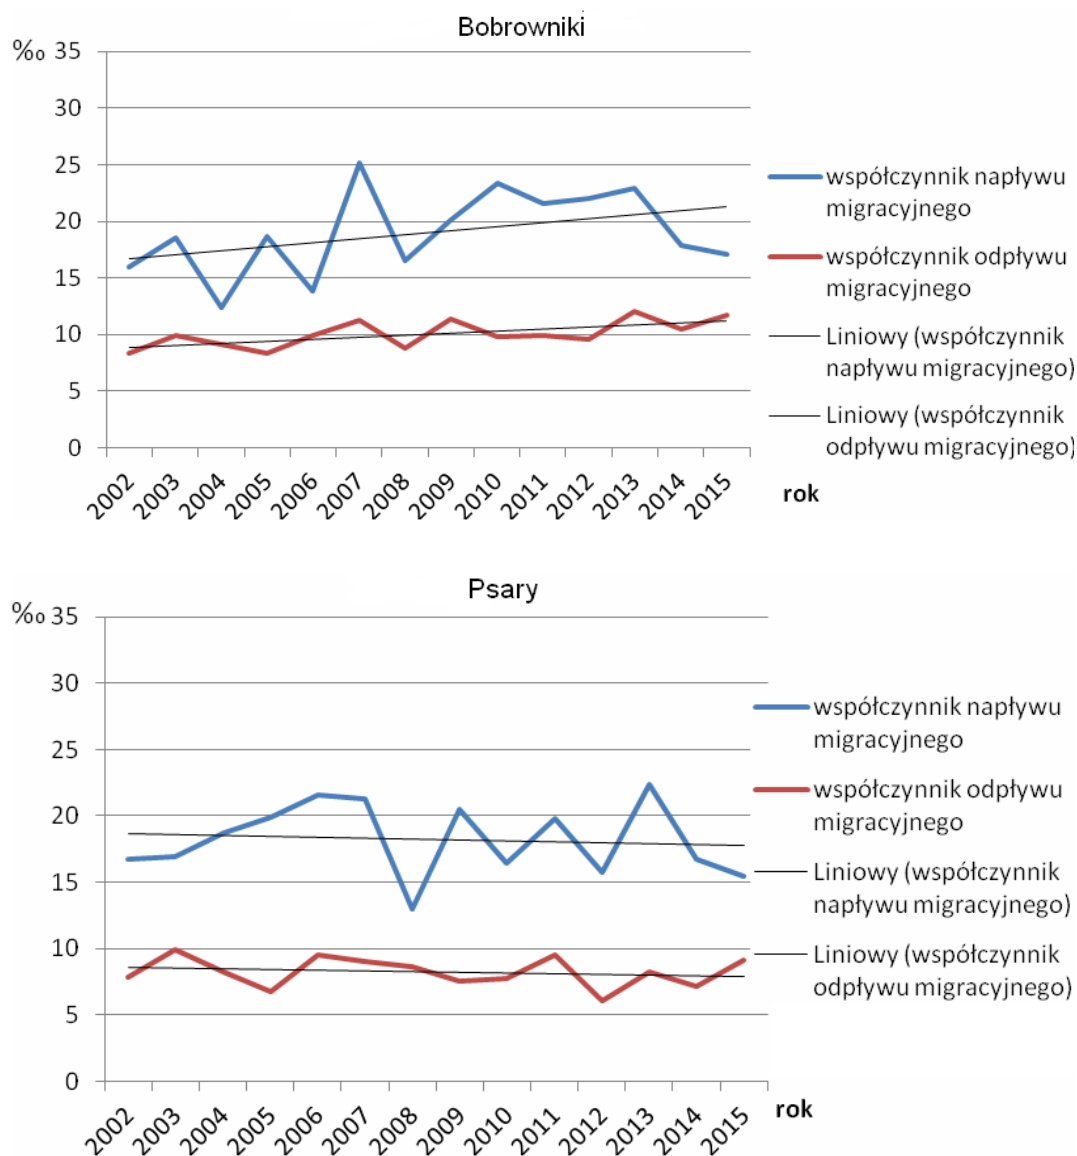 Bobrowniki
‰
35
30
25
20
15
10
5
0
2002
2003
2004
2005
2006
2007
2008
2009
2010
2011
2012
2013
2014
2015
rok
współczynnik napływu
migracyjnego
współczynnik odpływu
migracyjnego
Liniowy (współczynnik
napływu migracyjnego)
Liniowy (współczynnik
odpływu migracyjnego)
Psary
‰
35
30
25
20
15
10
5
0
2002
2003
2004
2005
2006
2007
2008
2009
2010
2011
2012
2013
2014
2015
rok
współczynnik napływu
migracyjnego
współczynnik odpływu
migracyjnego
Liniowy (współczynnik
napływu migracyjnego)
Liniowy (współczynnik
odpływu migracyjnego)